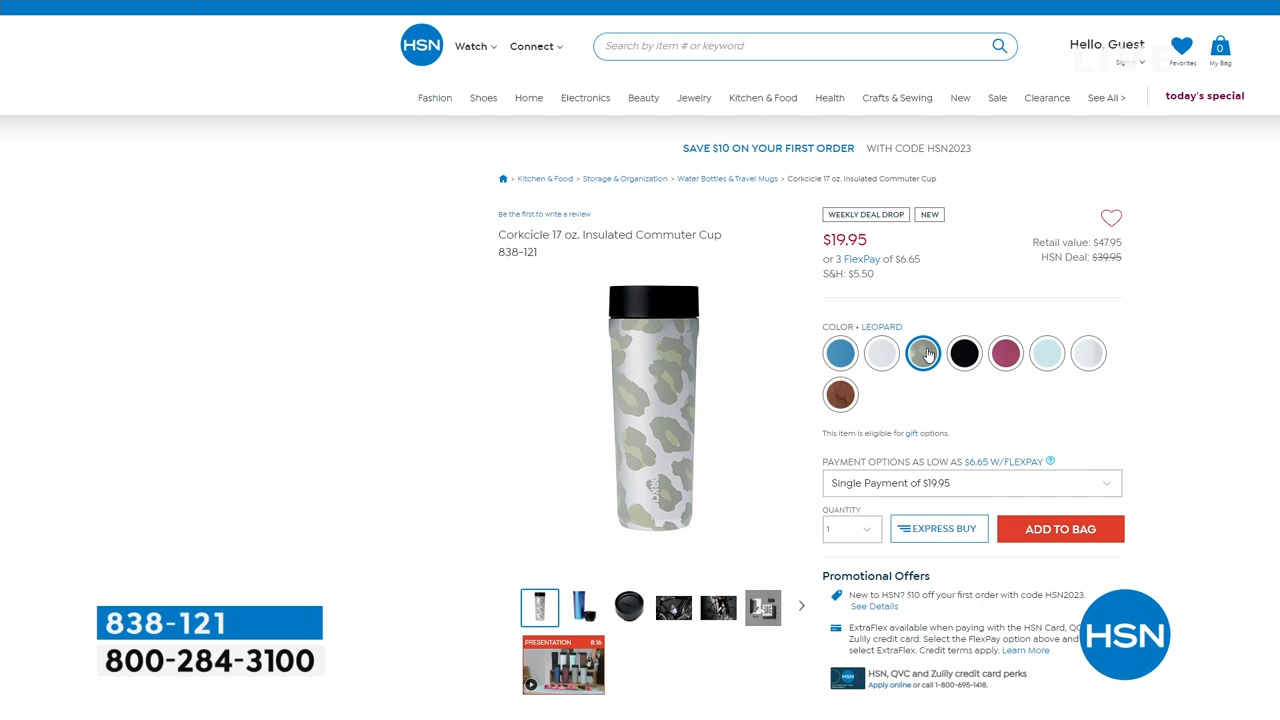 HSN
Watch
Connect
Search by item # or keyword
Hello, Guest
Sign In
Favorites
0
My Bag
LIVE
Fashion Shoes Home Electronics Beauty Jewelry Kitchen & Food Health Crafts & Sewing New Sale Clearance See All >
today's special
SAVE $10 ON YOUR FIRST ORDER WITH CODE HSN2023
> Kitchen & Food > Storage & Organization > Water Bottles & Travel Mugs > Corkcicle 17 oz. Insulated Commuter Cup
Be the first to write a review
Corkcicle 17 oz. Insulated Commuter Cup
838-121
WEEKLY DEAL DROP
NEW
$19.95
or 3 FlexPay of $6.65
S&H: $5.50
Retail value: $47.95
HSN Deal: $39.95
COLOR • LEOPARD
This item is eligible for gift options.
PAYMENT OPTIONS AS LOW AS $6.65 W/FLEXPAY ?
Single Payment of $19.95
QUANTITY
1
EXPRESS BUY
ADD TO BAG
Promotional Offers
New to HSN? $10 off your first order with code HSN2023.
See Details
ExtraFlex available when paying with the HSN Card, QC
Zulily credit card. Select the FlexPay option above and
select ExtraFlex. Credit terms apply. Learn More
HSN, QVC and Zulily credit card perks
Apply online or call 1-800-695-1418.
PRESENTATION 8:16
838-121
800-284-3100
HSN